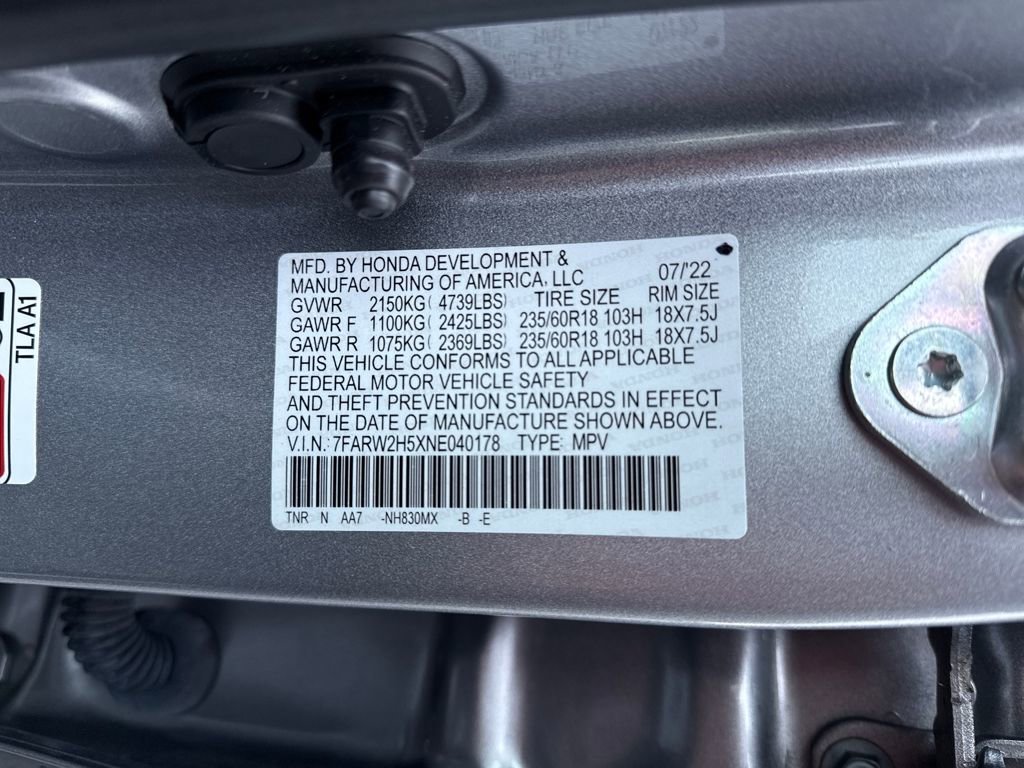 MFD. BY HONDA DEVELOPMENT &
MANUFACTURING OF AMERICA, LLC 07/'22
GVWR 2150KG( 4739LBS) TIRE SIZE RIM SIZE
GAWR F 1100KG( 2425LBS) 235/60R18 103H 18X7.5J
GAWR R 1075KG( 2369LBS) 235/60R18 103H 18X7.5J
THIS VEHICLE CONFORMS TO ALL APPLICABLE
FEDERAL MOTOR VEHICLE SAFETY
AND THEFT PREVENTION STANDARDS IN EFFECT
ON THE DATE OF MANUFACTURE SHOWN ABOVE.
V.I.N.: 7FARW2H5XNE040178 TYPE: MPV
TNR N AA7 -NH830MX -B -E
TLA A1